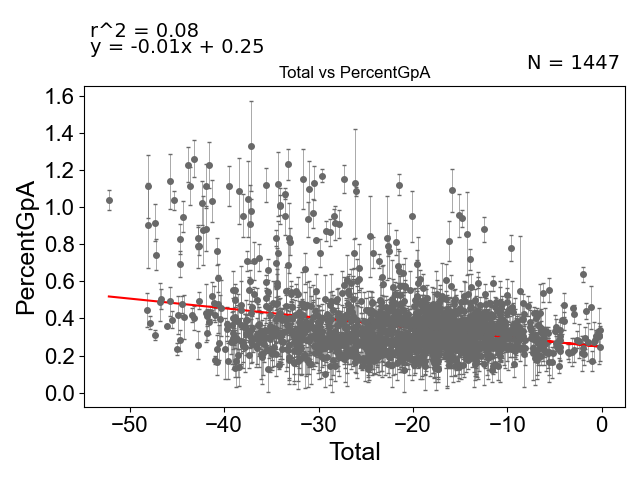 r^2 = 0.08
y = -0.01x + 0.25
N = 1447
Total vs PercentGpA
PercentGpA
1.6
1.4
1.2
1.0
0.8
0.6
0.4
0.2
0.0
−50 −40 −30 −20 −10 0
Total